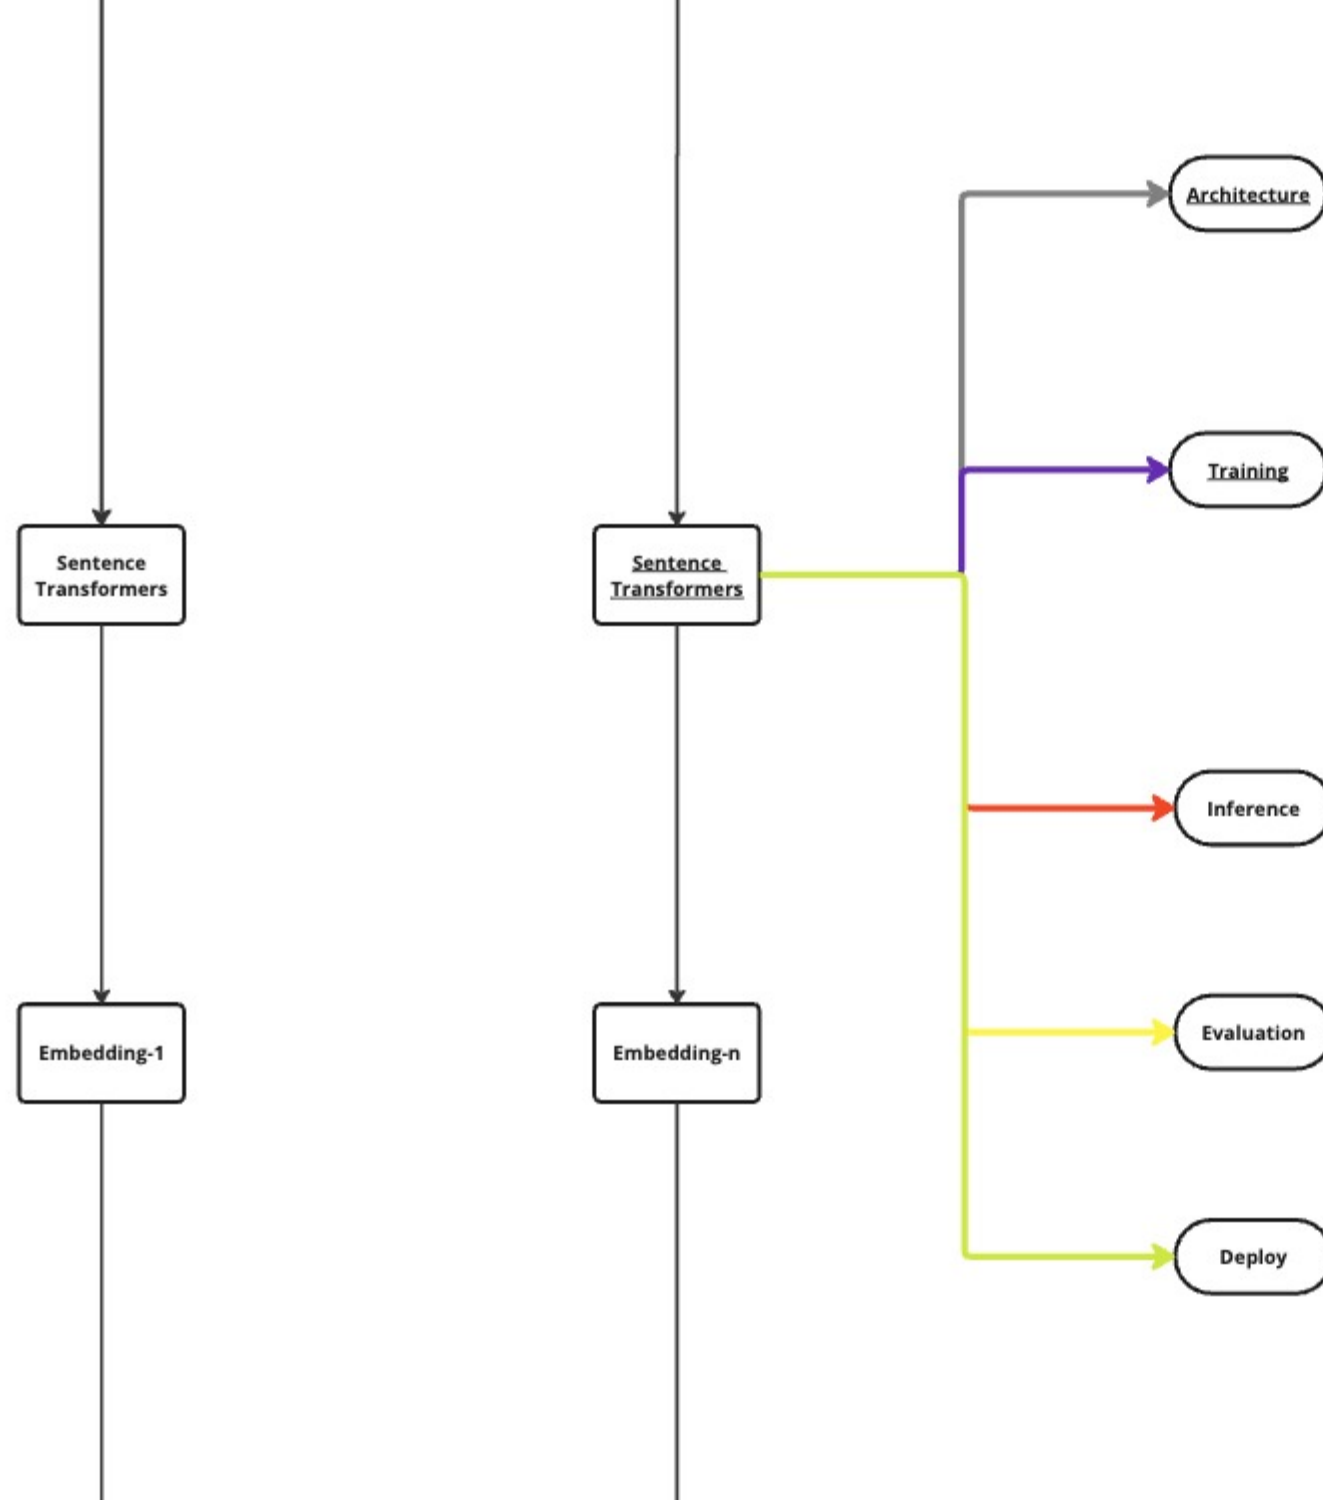 Architecture
Training
Sentence
Transformers
Sentence
Transformers
Inference
Evaluation
Embedding-1
Embedding-n
Deploy